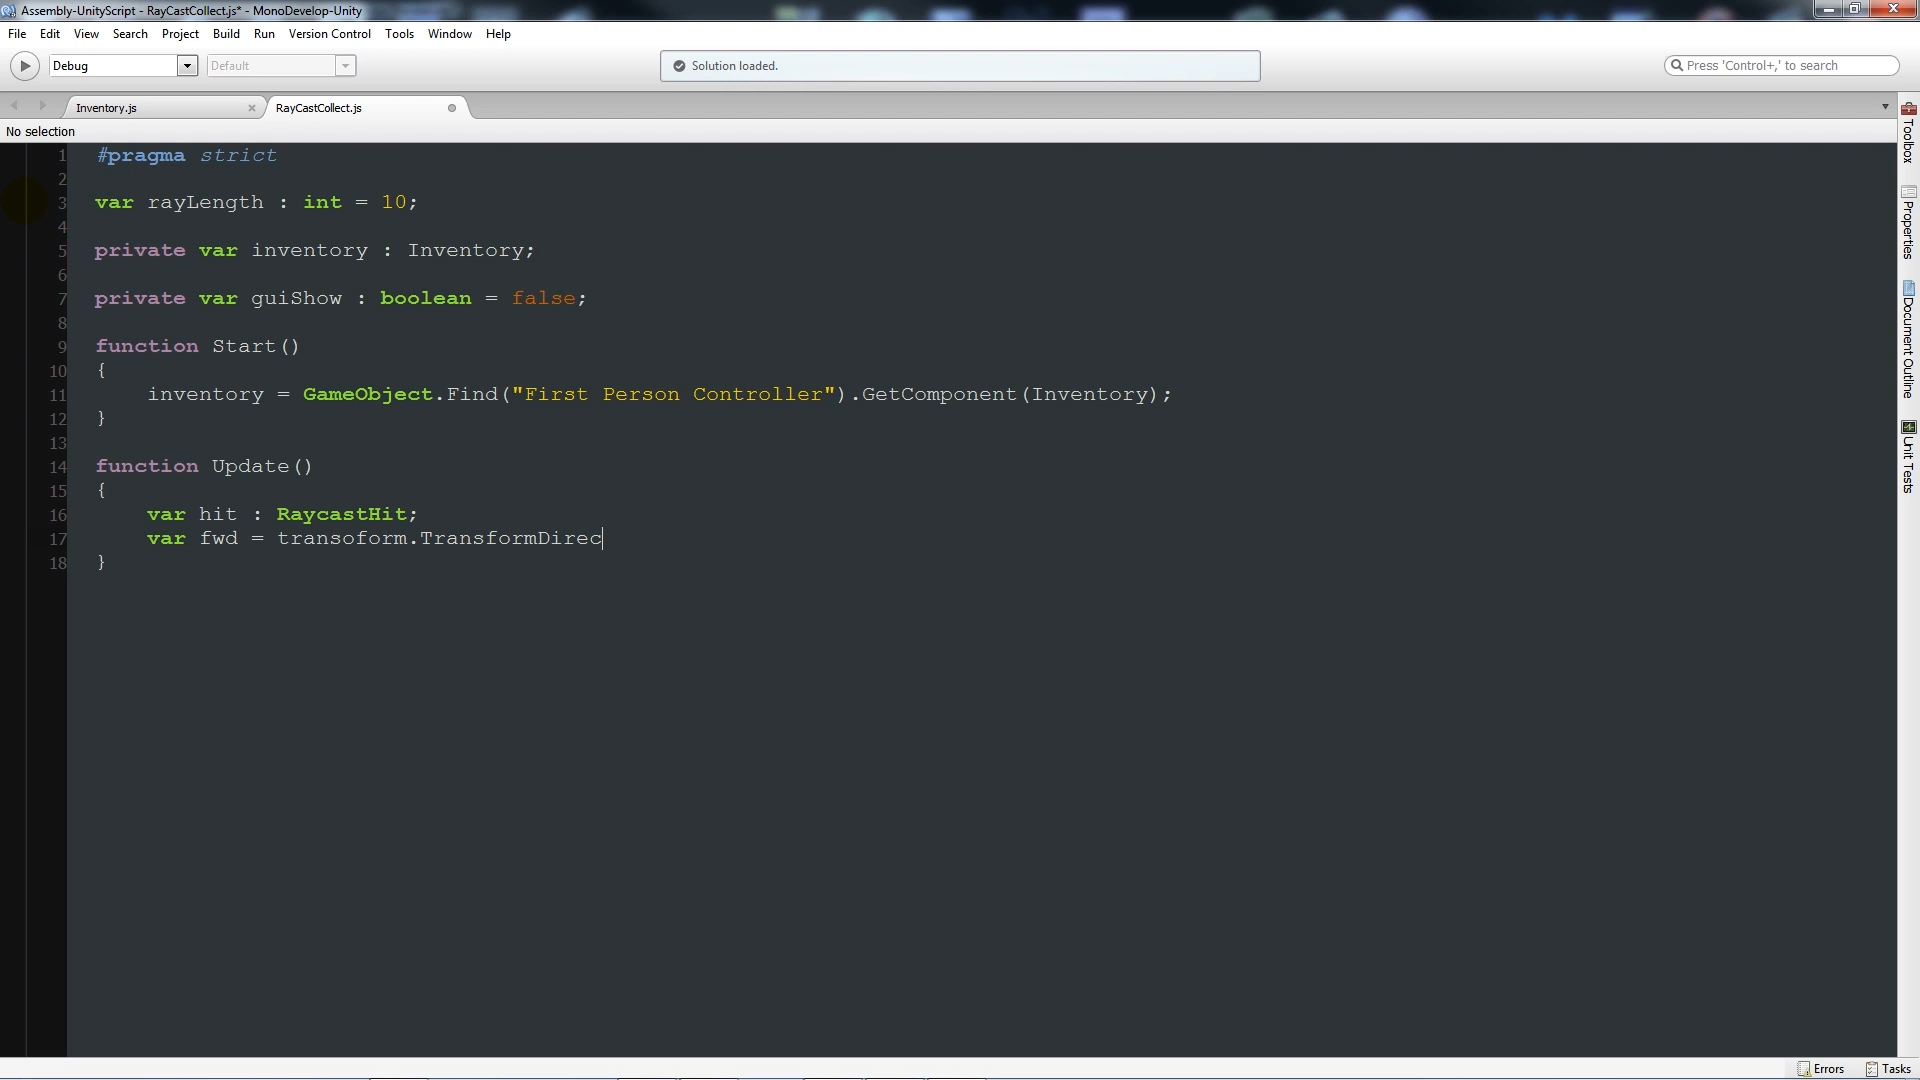 Assembly-UnityScript - RayCastCollect.js* - MonoDevelop-Unity
File Edit View Search Project Build Run Version Control Tools Window Help
Debug Default Solution loaded. Press 'Control+,' to search
Inventory.js RayCastCollect.js
No selection
1 #pragma strict
2
3 var rayLength : int = 10;
4
5 private var inventory : Inventory;
6
7 private var guiShow : boolean = false;
8
9 function Start()
10 {
11 inventory = GameObject.Find("First Person Controller").GetComponent(Inventory);
12 }
13
14 function Update()
15 {
16 var hit : RaycastHit;
17 var fwd = transoform.TransformDirec
18 }
Toolbox
Properties
Document Outline
Unit Tests
Errors Tasks